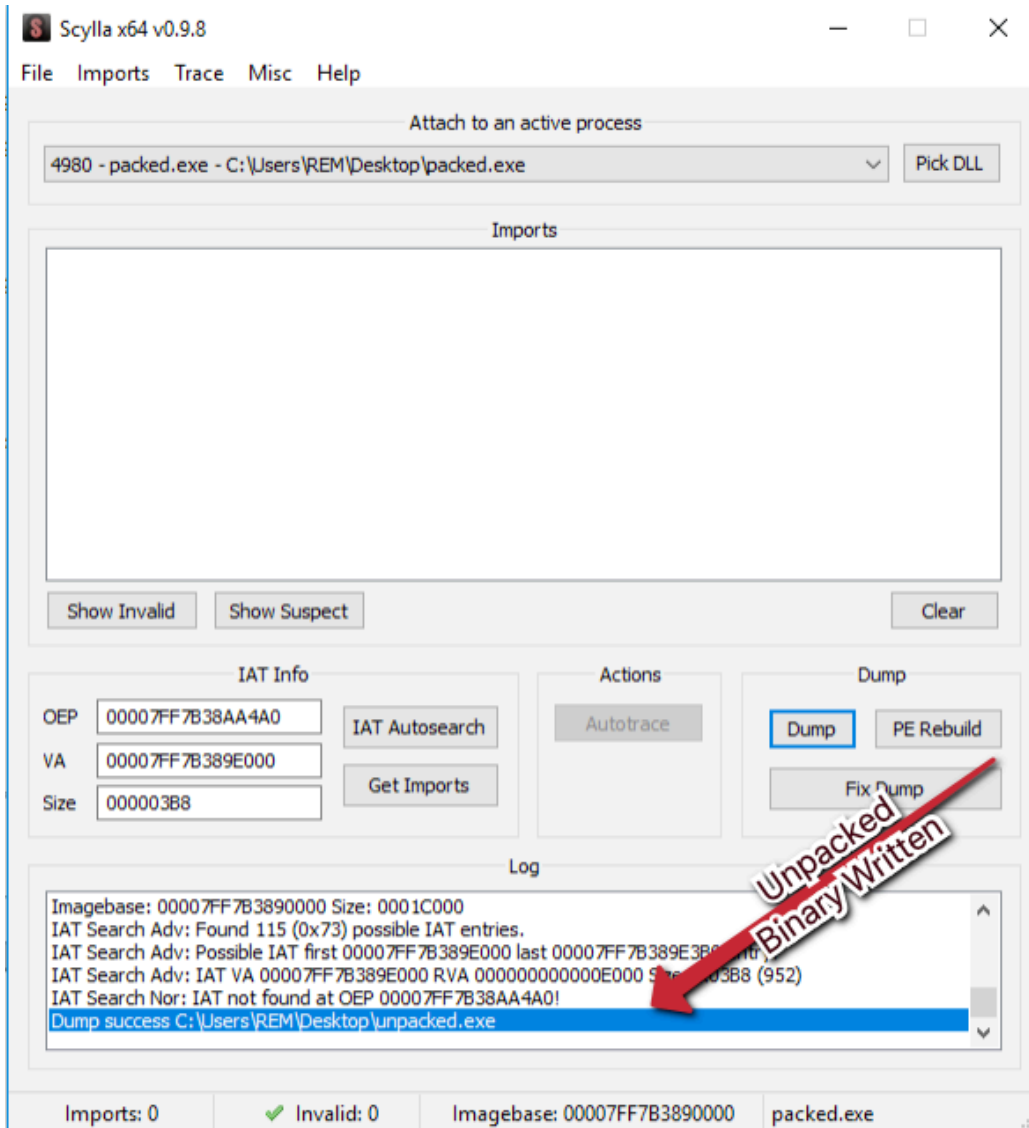 Scylla x64 v0.9.8
File Imports Trace Misc Help
Attach to an active process
4980 - packed.exe - C:\Users\REM\Desktop\packed.exe
Pick DLL
Imports
Show Invalid Show Suspect Clear
IAT Info Actions Dump
OEP 00007FF7B38AA4A0 IAT Autosearch Autotrace Dump PE Rebuild
VA 00007FF7B389E000
Get Imports Fix Dump
Size 000003B8
Unpacked
Binary Written
Log
Imagebase: 00007FF7B3890000 Size: 0001C000
IAT Search Adv: Found 115 (0x73) possible IAT entries.
IAT Search Adv: Possible IAT first 00007FF7B389E000 last
IAT Search Adv: IAT VA 00007FF7B389E000 RVA 000000000000E000 (952)
IAT Search Nor: IAT not found at OEP 00007FF7B38AA4A0!
Dump success C:\Users\REM\Desktop\unpacked.exe
Imports: 0 Invalid: 0 Imagebase: 00007FF7B3890000 packed.exe